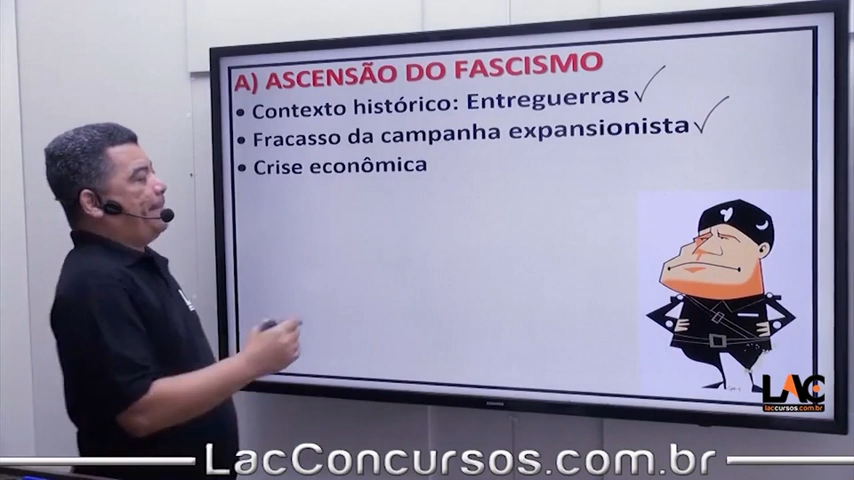 A) ASCENSÃO DO FASCISMO
• Contexto histórico: Entreguerras
• Fracasso da campanha expansionista
• Crise econômica
LAC
laccursos.com.br
LacConcursos.com.br